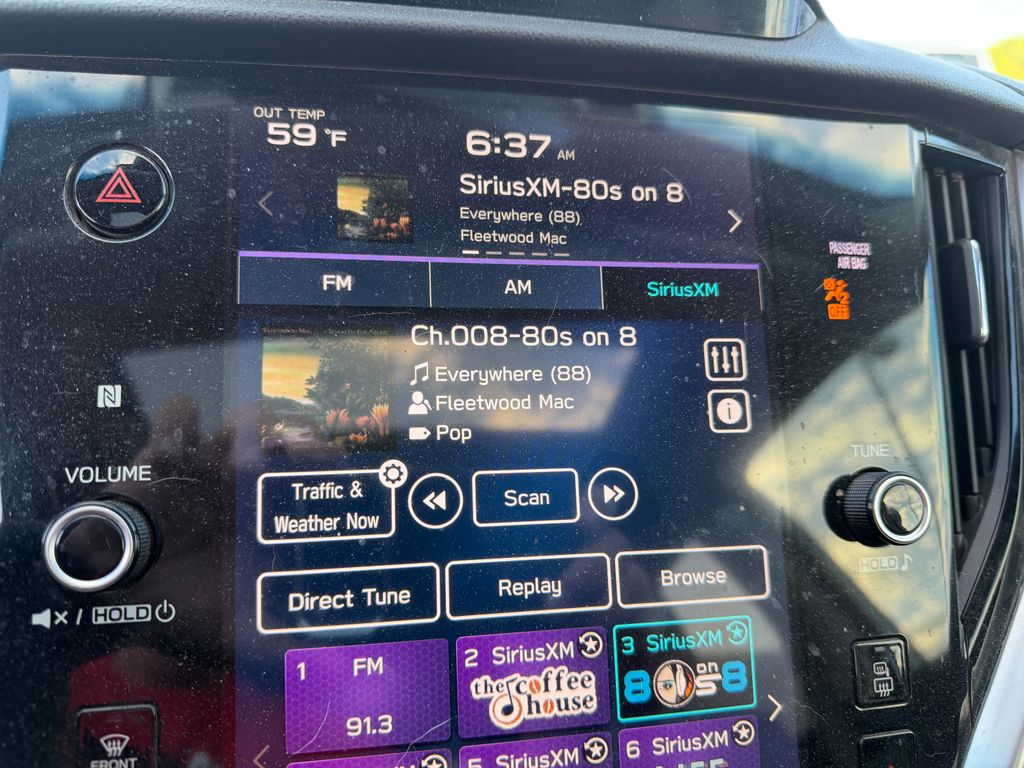 OUT TEMP
59 °F
6:37 AM
SiriusXM-80s on 8
Everywhere (88)
Fleetwood Mac
PASSENGER
AIR BAG
2
OFF
FM
AM
SiriusXM
Ch.008-80s on 8
Everywhere (88)
Fleetwood Mac
Pop
VOLUME
TUNE
Traffic &
Weather Now
Scan
HOLD
Direct Tune
Replay
Browse
/ HOLD
1 FM
91.3
2 SiriusXM
the coffee
house
3 SiriusXM
80s on 8
5 SiriusXM
6 SiriusXM
FRONT